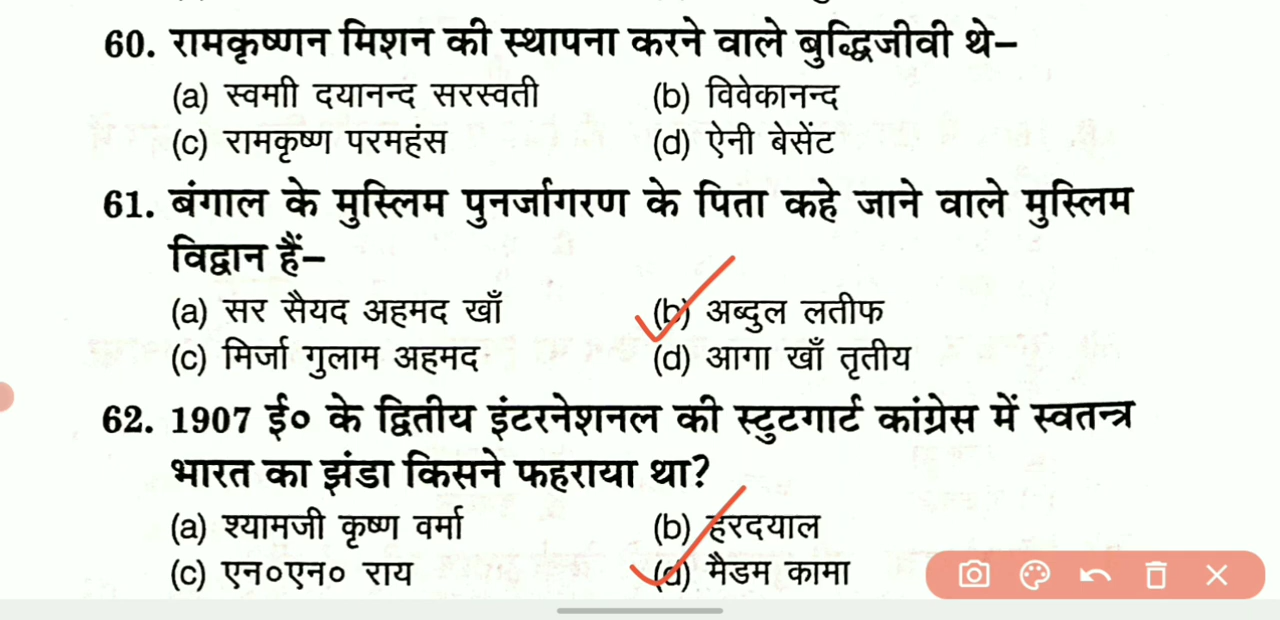 60. रामकृष्णन मिशन की स्थापना करने वाले बुद्धिजीवी थे–
(a) स्वमाी दयानन्द सरस्वती (b) विवेकानन्द
(c) रामकृष्ण परमहंस (d) ऐनी बेसेंट
61. बंगाल के मुस्लिम पुनर्जागरण के पिता कहे जाने वाले मुस्लिम
विद्वान हैं–
(a) सर सैयद अहमद खाँ (b) अब्दुल लतीफ
(c) मिर्जा गुलाम अहमद (d) आगा खाँ तृतीय
62. 1907 ई० के द्वितीय इंटरनेशनल की स्टुटगार्ट कांग्रेस में स्वतन्त्र
भारत का झंडा किसने फहराया था?
(a) श्यामजी कृष्ण वर्मा (b) हरदयाल
(c) एन०एन० राय (d) मैडम कामा